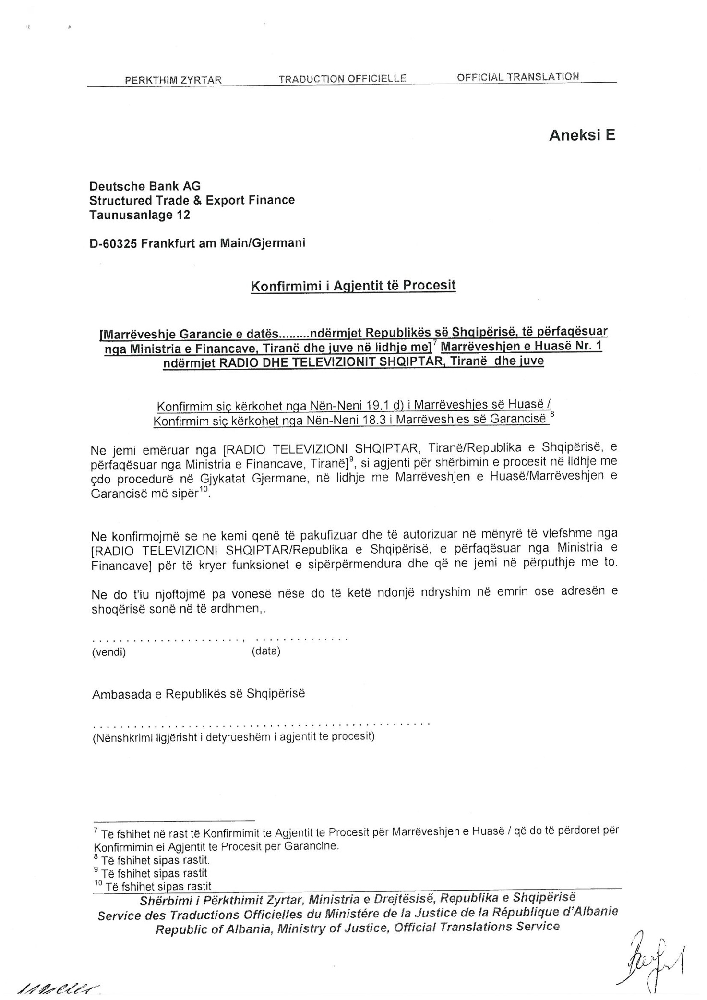 PERKTHIM ZYRTAR TRADUCTION OFFICIELLE OFFICIAL TRANSLATION
Aneksi E
Deutsche Bank AG
Structured Trade & Export Finance
Taunusanlage 12
D-60325 Frankfurt am Main/Gjermani
Konfirmimi i Agjentit të Procesit
[Marrëveshje Garancie e datës.........ndërmjet Republikës së Shqipërisë, të përfaqësuar
nga Ministria e Financave, Tiranë dhe juve në lidhje me]7 Marrëveshjen e Huasë Nr. 1
ndërmjet RADIO DHE TELEVIZIONIT SHQIPTAR, Tiranë dhe juve
Konfirmim siç kërkohet nga Nën-Neni 19.1 d) i Marrëveshjes së Huasë /
Konfirmim siç kërkohet nga Nën-Neni 18.3 i Marrëveshjes së Garancisë 8
Ne jemi emëruar nga [RADIO TELEVIZIONI SHQIPTAR, Tiranë/Republika e Shqipërisë, e
përfaqësuar nga Ministria e Financave, Tiranë]9, si agjenti për shërbimin e procesit në lidhje me
çdo procedurë në Gjykatat Gjermane, në lidhje me Marrëveshjen e Huasë/Marrëveshjen e
Garancisë më sipër10.
Ne konfirmojmë se ne kemi qenë të pakufizuar dhe të autorizuar në mënyrë të vlefshme nga
[RADIO TELEVIZIONI SHQIPTAR/Republika e Shqipërisë, e përfaqësuar nga Ministria e
Financave] për të kryer funksionet e sipërpërmendura dhe që ne jemi në përputhje me to.
Ne do t'iu njoftojmë pa vonesë nëse do të ketë ndonjë ndryshim në emrin ose adresën e
shoqërisë sonë në të ardhmen,.
. . . . . . . . . . . . . . . . . . . . . . , . . . . . . . . . . . . . .
(vendi) (data)
Ambasada e Republikës së Shqipërisë
. . . . . . . . . . . . . . . . . . . . . . . . . . . . . . . . . . . . . . . . . . . . . . . . . .
(Nënshkrimi ligjërisht i detyrueshëm i agjentit te procesit)
7 Të fshihet në rast të Konfirmimit te Agjentit te Procesit për Marrëveshjen e Huasë / që do të përdoret për
Konfirmimin ei Agjentit te Procesit për Garancine.
8 Të fshihet sipas rastit.
9 Të fshihet sipas rastit
10 Të fshihet sipas rastit
Shërbimi i Përkthimit Zyrtar, Ministria e Drejtësisë, Republika e Shqipërisë
Service des Traductions Officielles du Ministére de la Justice de la République d'Albanie
Republic of Albania, Ministry of Justice, Official Translations Service